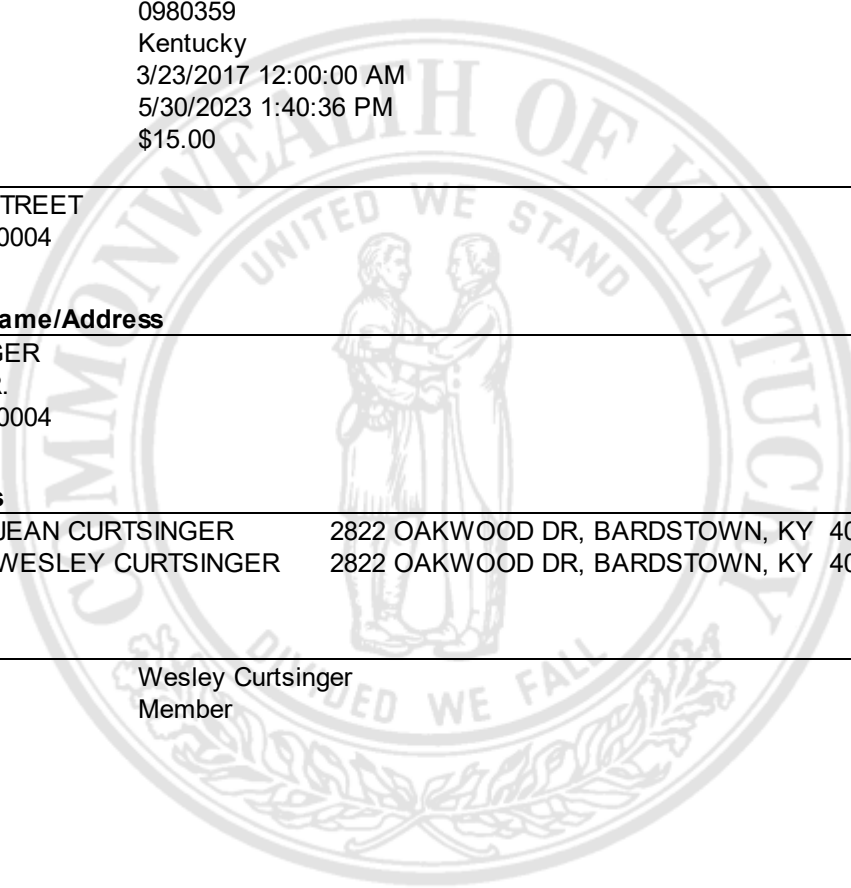 0980359
Kentucky
3/23/2017 12:00:00 AM
5/30/2023 1:40:36 PM
$15.00
TREET
0004
ame/Address
GER
R.
0004
s
JEAN CURTSINGER 2822 OAKWOOD DR, BARDSTOWN, KY 40
WESLEY CURTSINGER 2822 OAKWOOD DR, BARDSTOWN, KY 40
Wesley Curtsinger
Member
COMMONWEALTH OF KENTUCKY
UNITED WE STAND
DIVIDED WE FALL